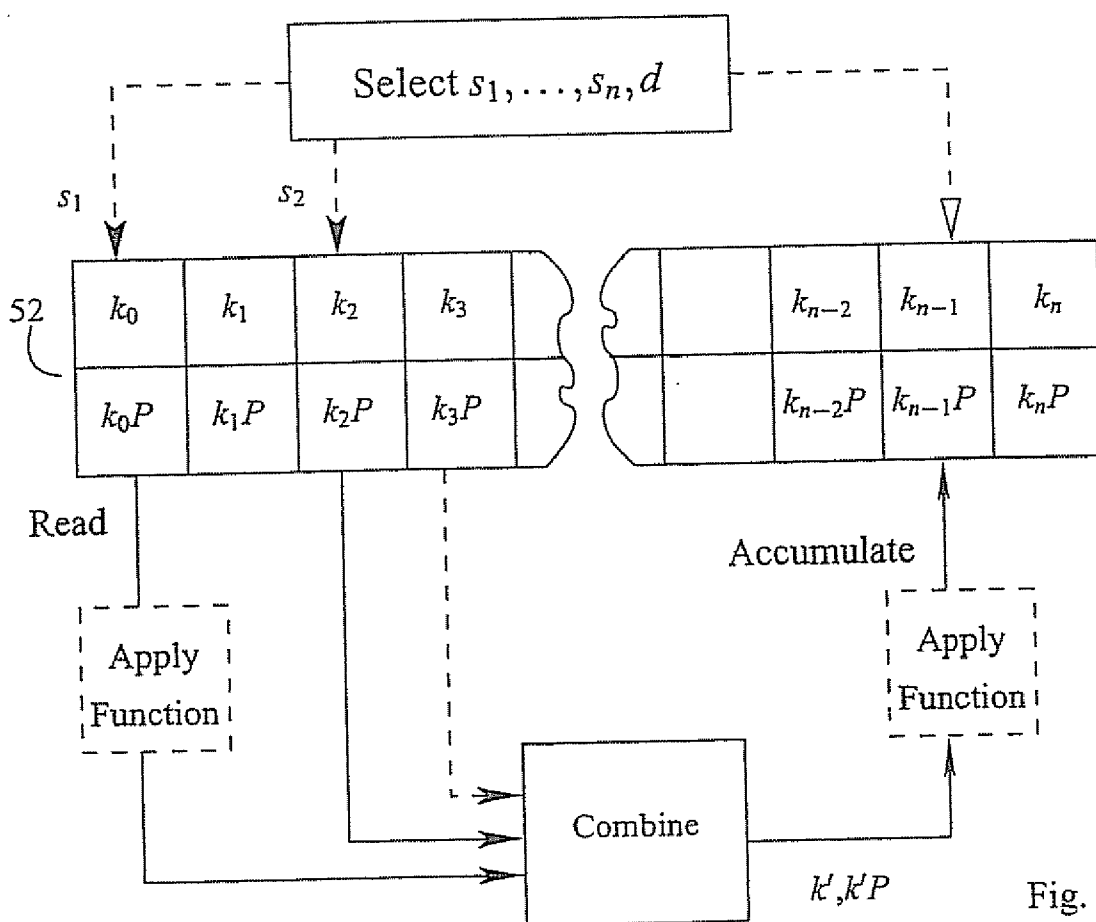 Select s₁,…,sₙ,d
s₁
s₂
52
k₀ k₁ k₂ k₃ kₙ₋₂ kₙ₋₁ kₙ
k₀P k₁P k₂P k₃P kₙ₋₂P kₙ₋₁P kₙP
Read
Accumulate
Apply
Function
Apply
Function
Combine
k′,k′P
Fig.